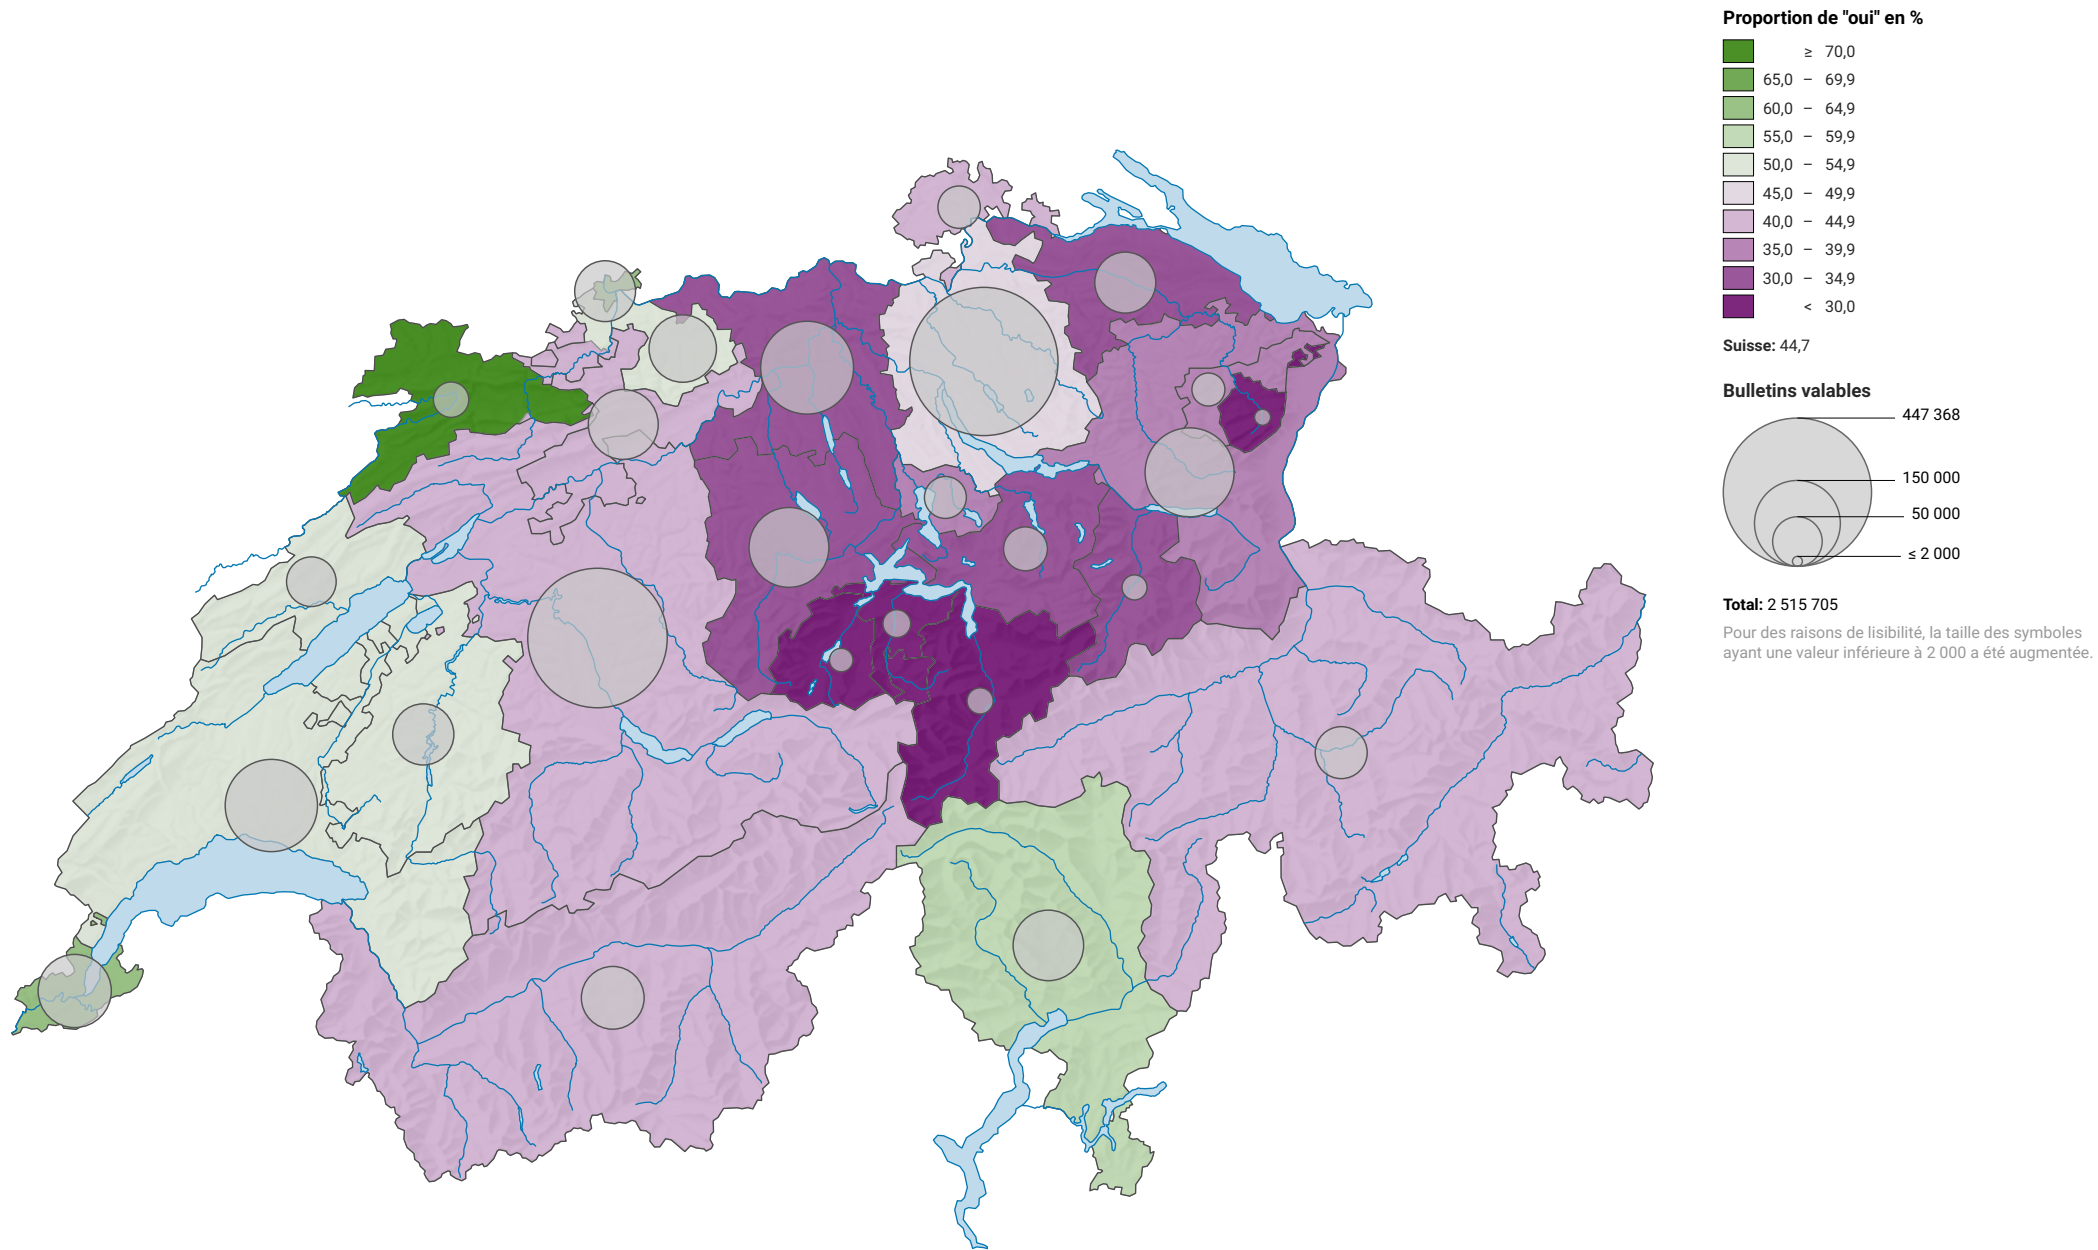 Proportion de "oui" en %
≥ 70,0
65,0 – 69,9
60,0 – 64,9
55,0 – 59,9
50,0 – 54,9
45,0 – 49,9
40,0 – 44,9
35,0 – 39,9
30,0 – 34,9
< 30,0
Suisse: 44,7
Bulletins valables
447 368
150 000
50 000
≤ 2 000
Total: 2 515 705
Pour des raisons de lisibilité, la taille des symboles
ayant une valeur inférieure à 2 000 a été augmentée.